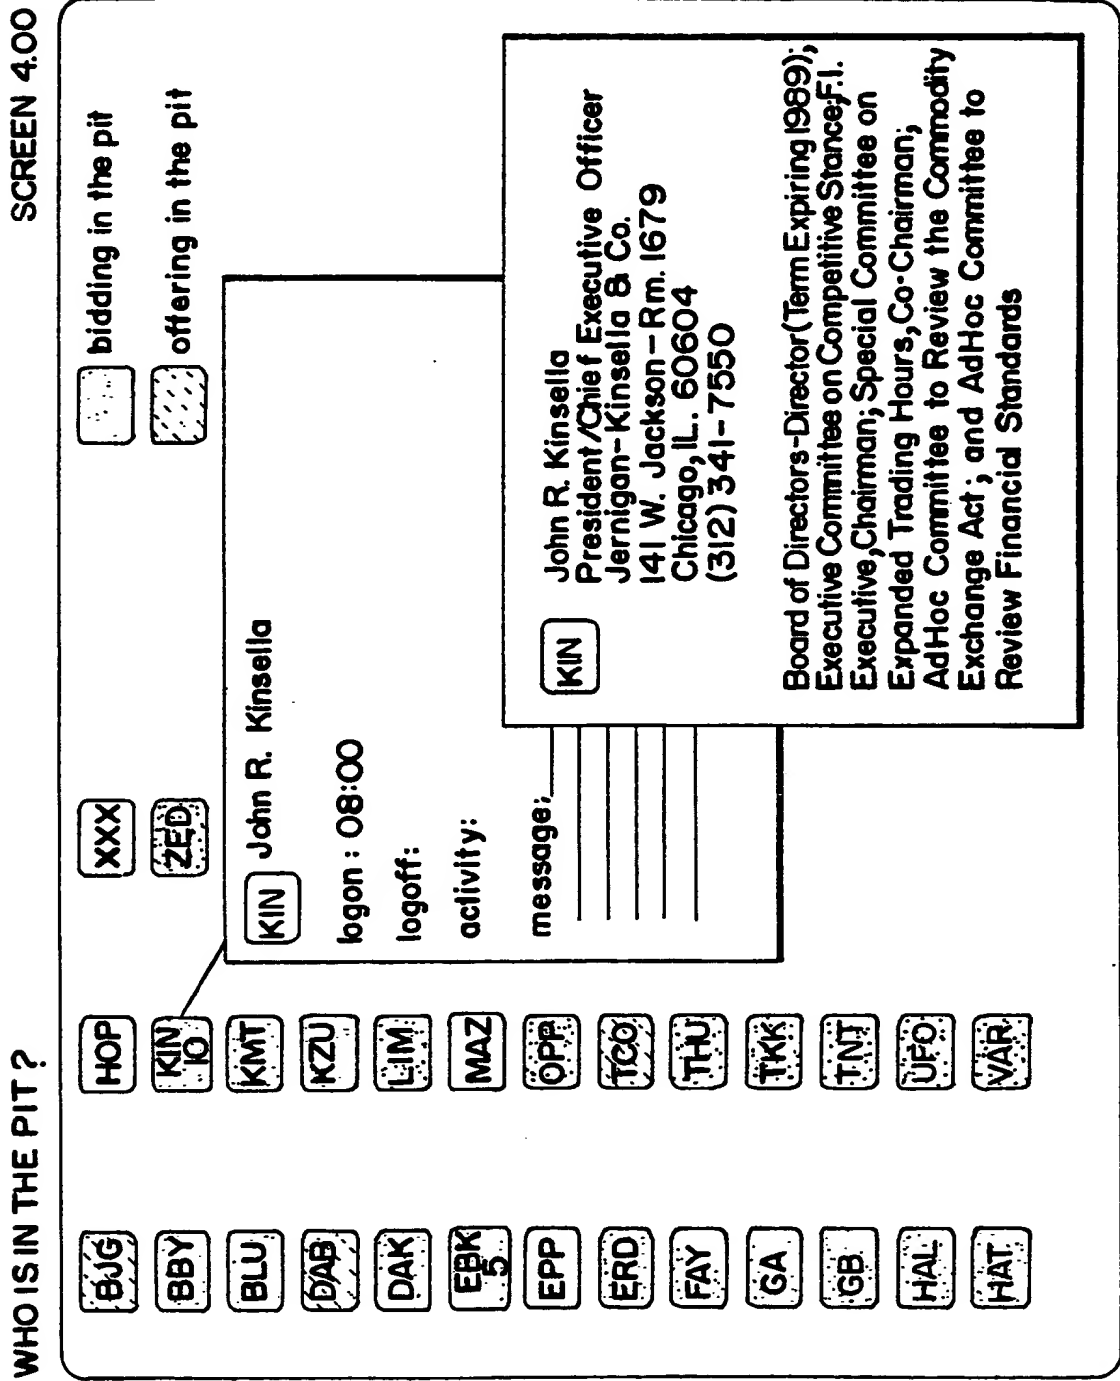 WHO IS IN THE PIT ?
SCREEN 4.00
BJG
BBY
BLU
DAB
DAK
EBK
5
EPP
ERD
FAY
GA
GB
HAL
HAT
HOP
KIN
10
KMT
KZU
LIM
MAZ
OPP
TCO
THU
TKK
TNT
UFO
VAR
XXX
ZED
bidding in the pit
offering in the pit
KIN John R. Kinsella
logon : 08:00
logoff:
activity:
message:
KIN
John R. Kinsella
President/Chief Executive Officer
Jernigan-Kinsella & Co.
141 W. Jackson-Rm. 1679
Chicago, IL. 60604
(312) 341-7550
Board of Directors-Director (Term Expiring 1989);
Executive Committee on Competitive Stance; F.I.
Executive, Chairman; Special Committee on
Expanded Trading Hours, Co-Chairman;
AdHoc Committee to Review the Commodity
Exchange Act; and AdHoc Committee to
Review Financial Standards